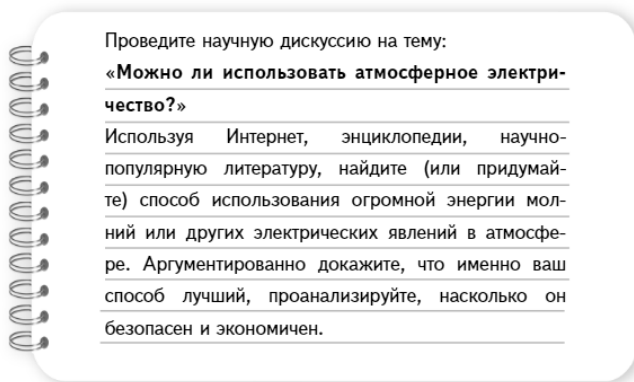 Проведите научную дискуссию на тему:
«Можно ли использовать атмосферное электри-
чество?»
Используя Интернет, энциклопедии, научно-
популярную литературу, найдите (или придумай-
те) способ использования огромной энергии мол-
ний или других электрических явлений в атмосфе-
ре. Аргументированно докажите, что именно ваш
способ лучший, проанализируйте, насколько он
безопасен и экономичен.